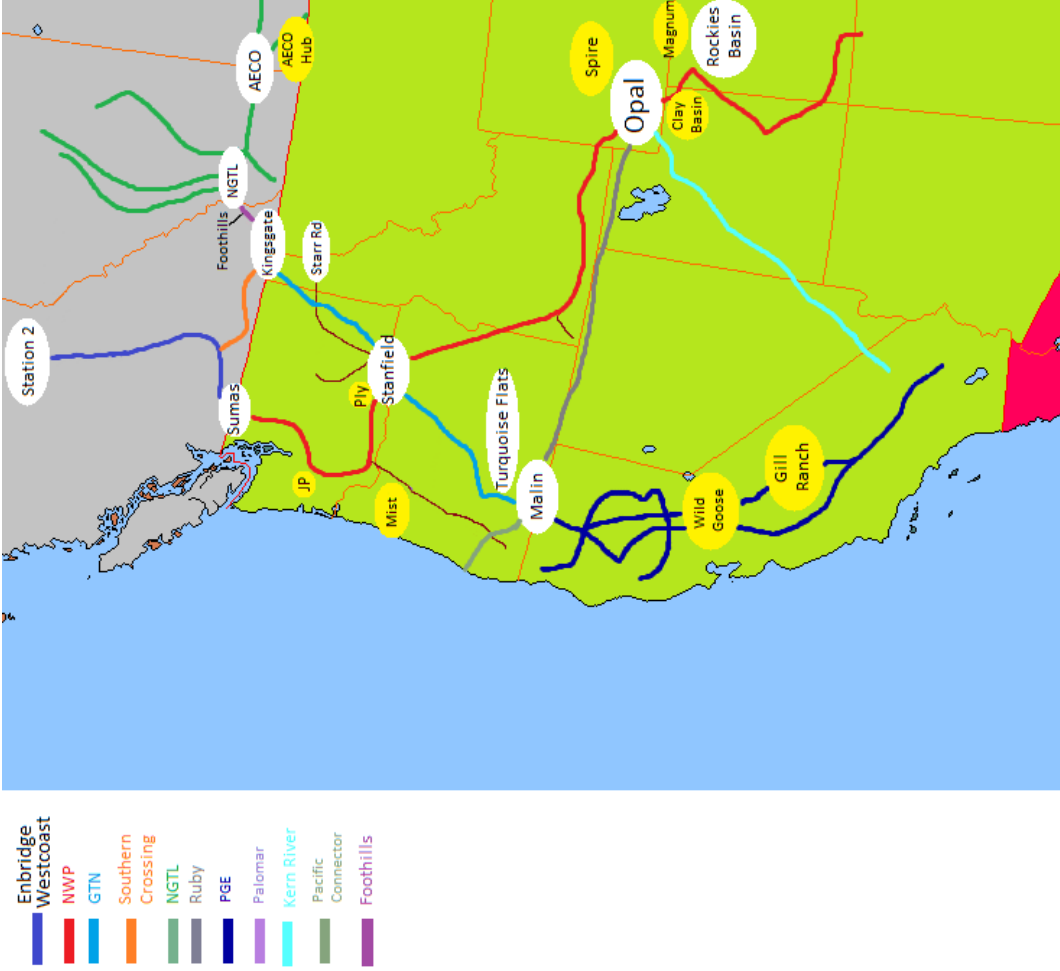 Station 2
AECO
AECO
Hub
NGTL
Foothills
Kingsgate
Starr Rd
Sumas
Stanfield
Ply
JP
Mist
Turquoise Flats
Malin
Wild
Goose
Gill
Ranch
Spire
Magnum
Rockies
Basin
Opal
Clay
Basin
Enbridge
Westcoast
NWP
GTN
Southern
Crossing
NGTL
Ruby
PGE
Palomar
Kern River
Pacific
Connector
Foothills